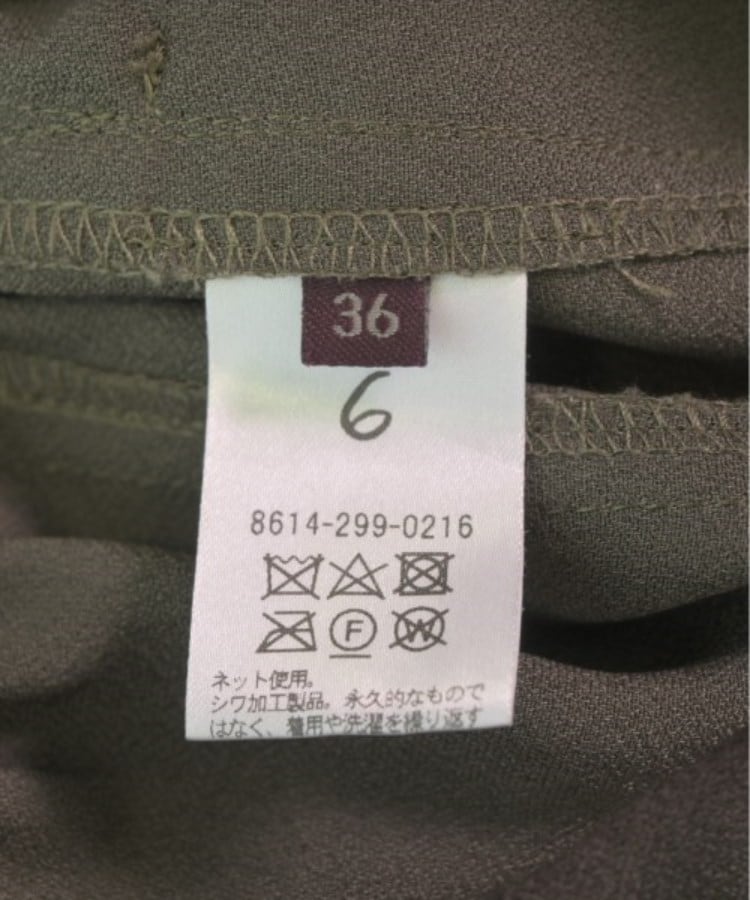 36
6
8614-299-0216
F
W
ネット使用。
シワ加工製品。永久的なもので
はなく、着用や洗濯を繰り返す